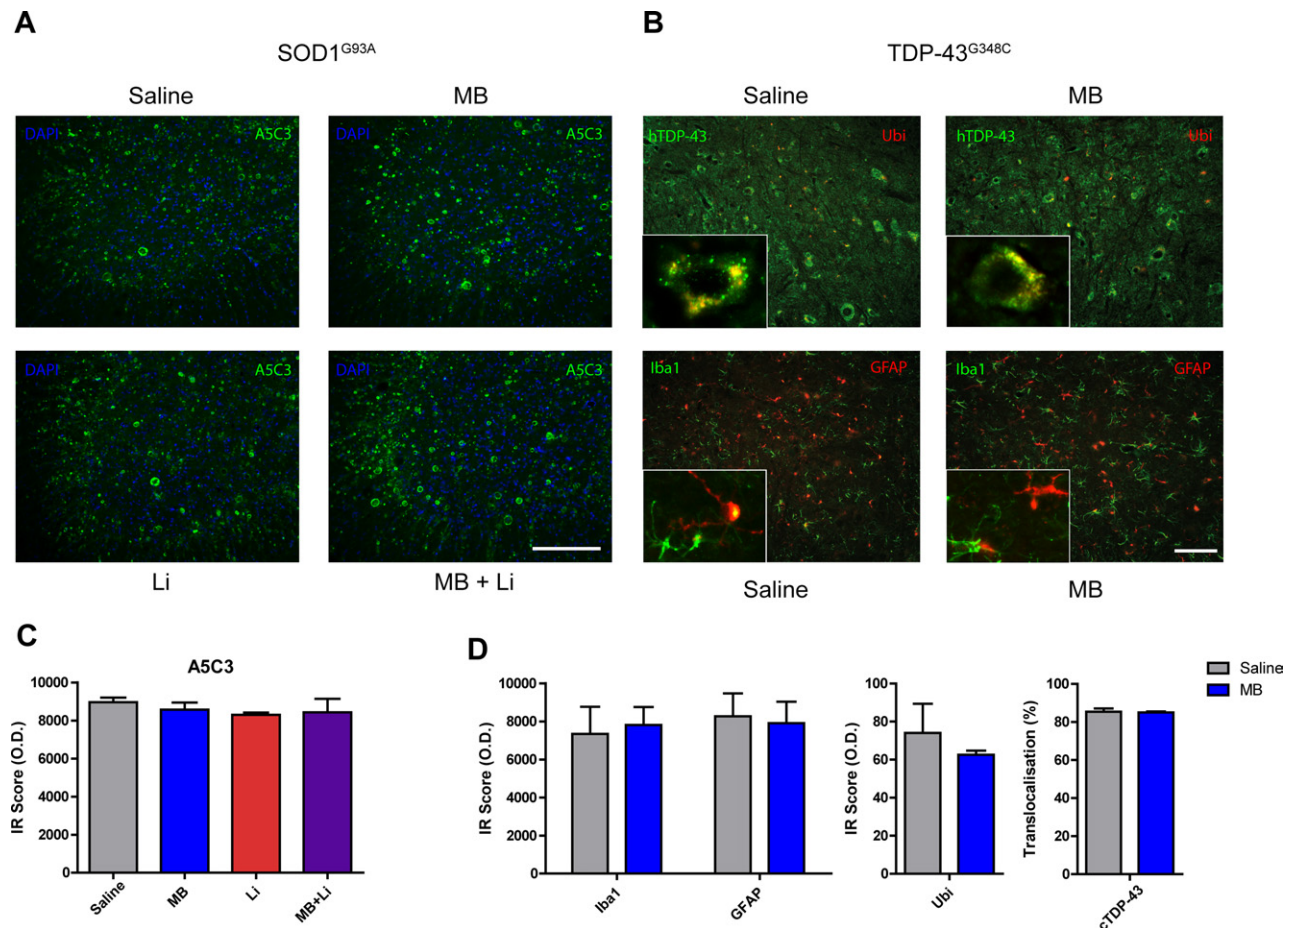 A
B
SOD1G93A
TDP-43G348C
Saline
MB
Saline
MB
DAPI
A5C3
DAPI
A5C3
hTDP-43
Ubi
hTDP-43
Ubi
DAPI
A5C3
DAPI
A5C3
Iba1
GFAP
Iba1
GFAP
Li
MB + Li
Saline
MB
C
A5C3
IR Score (O.D.)
10000
8000
6000
4000
2000
0
Saline
MB
Li
MB+Li
D
IR Score (O.D.)
10000
8000
6000
4000
2000
0
Iba1
GFAP
IR Score (O.D.)
100
80
60
40
20
0
Ubi
Translocalisation (%)
100
80
60
40
20
0
cTDP-43
Saline
MB